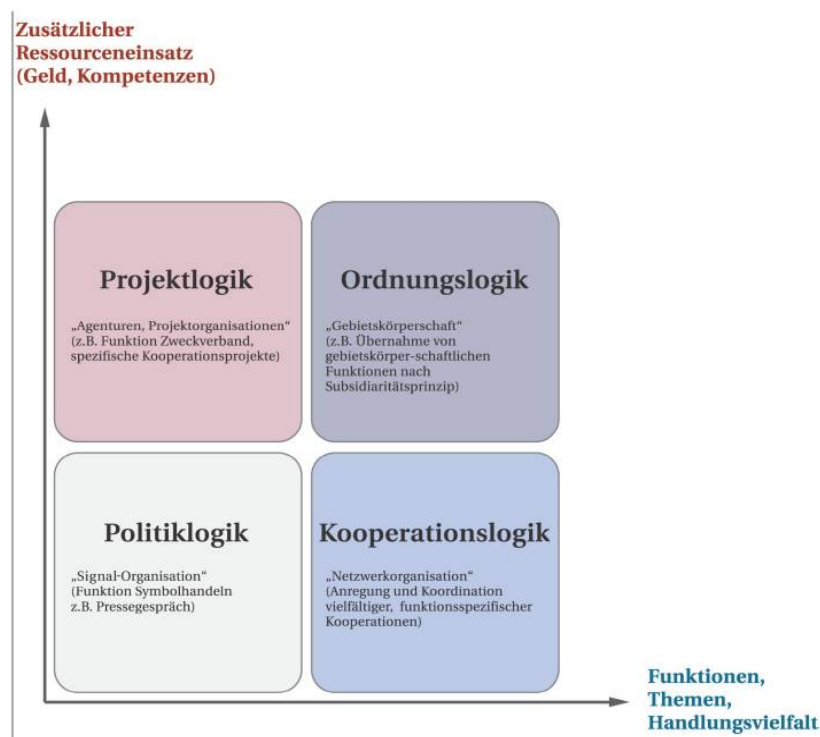 Zusätzlicher
Ressourceneinsatz
(Geld, Kompetenzen)
Projektlogik
„Agenturen, Projektorganisationen“
(z.B. Funktion Zweckverband,
spezifische Kooperationsprojekte)
Ordnungslogik
„Gebietskörperschaft“
(z.B. Übernahme von
gebietskörper-schaftlichen
Funktionen nach
Subsidiaritätsprinzip)
Politiklogik
„Signal-Organisation“
(Funktion Symbolhandeln
z.B. Pressegespräch)
Kooperationslogik
„Netzwerkorganisation“
(Anregung und Koordination
vielfältiger, funktionsspezifischer
Kooperationen)
Funktionen,
Themen,
Handlungsvielfalt